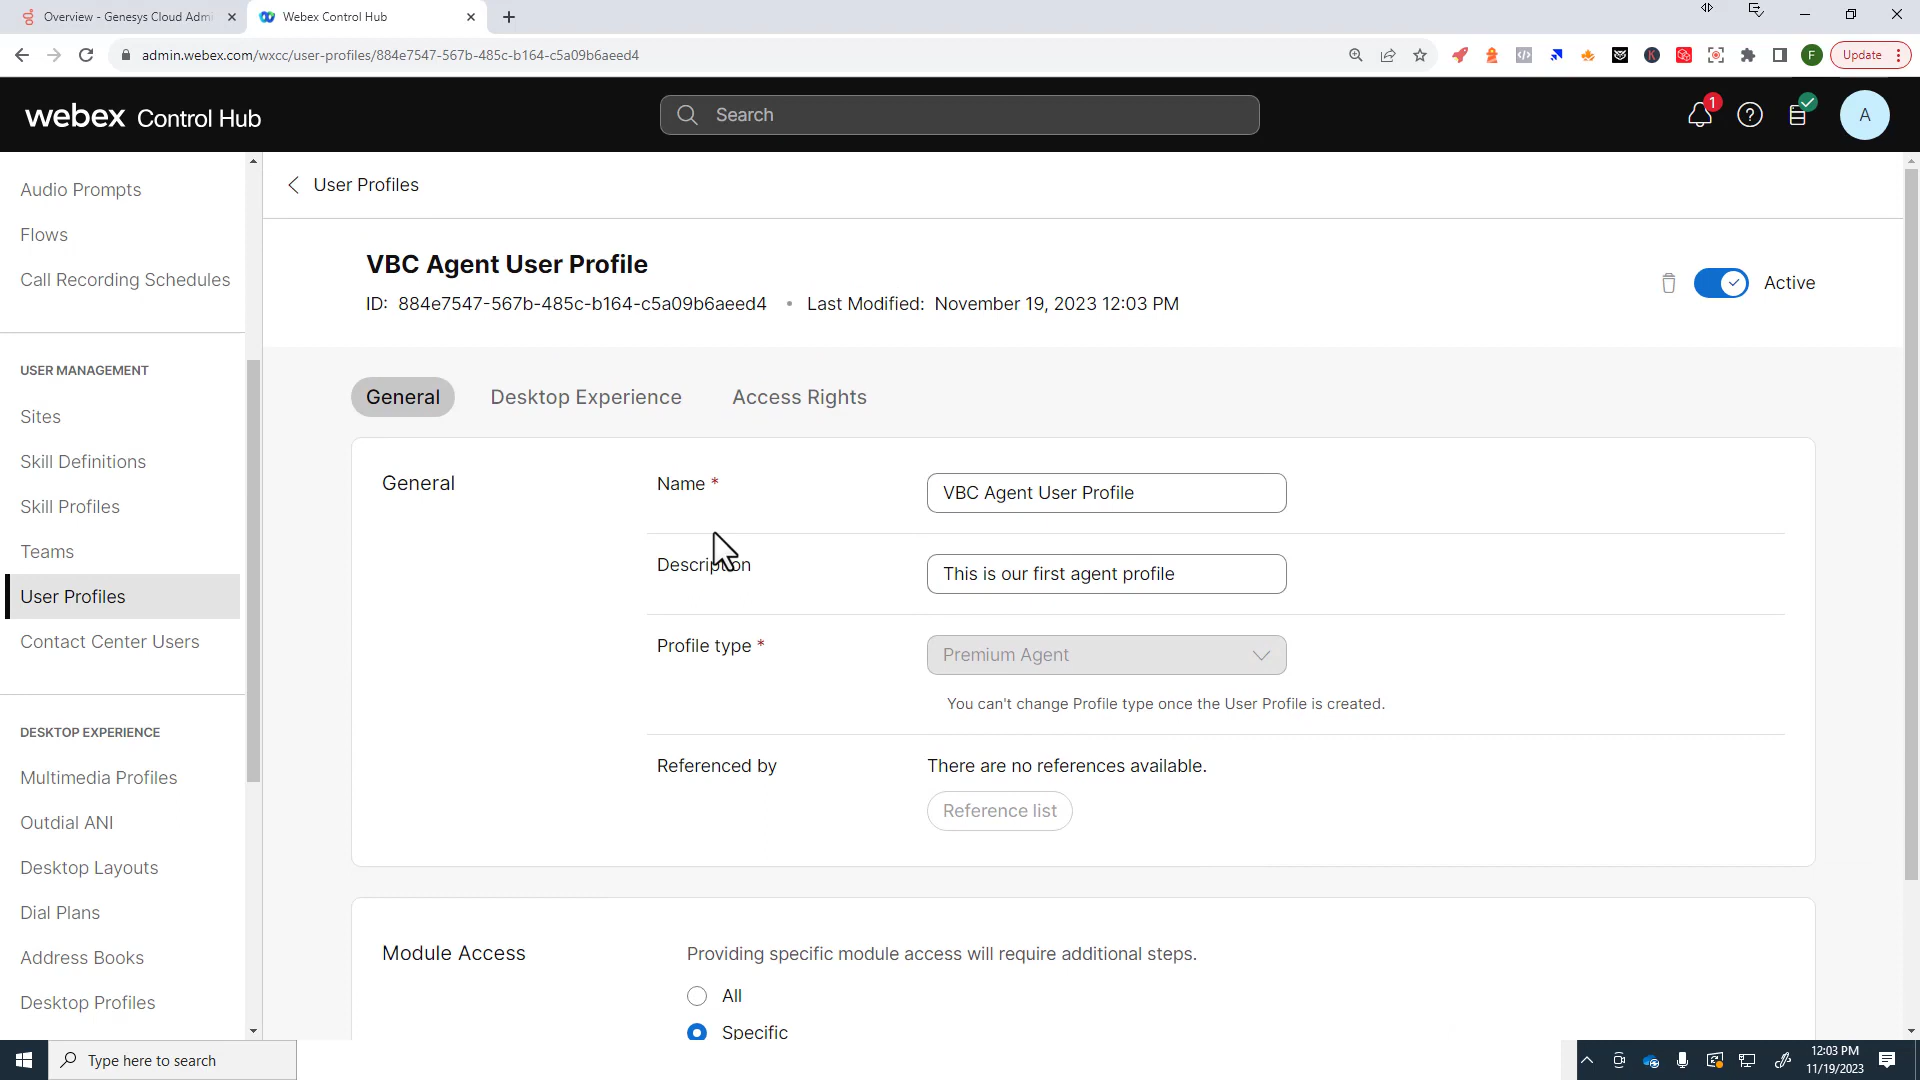 Overview - Genesys Cloud Adm
Webex Control Hub
admin.webex.com/wxcc/user-profiles/884e7547-567b-485c-b164-c5a09b6aeed4
F
Update
webex Control Hub
Search
1
A
Audio Prompts
Flows
Call Recording Schedules
USER MANAGEMENT
Sites
Skill Definitions
Skill Profiles
Teams
User Profiles
Contact Center Users
DESKTOP EXPERIENCE
Multimedia Profiles
Outdial ANI
Desktop Layouts
Dial Plans
Address Books
Desktop Profiles
User Profiles
VBC Agent User Profile
ID: 884e7547-567b-485c-b164-c5a09b6aeed4 • Last Modified: November 19, 2023 12:03 PM
Active
General
Desktop Experience
Access Rights
General
Name *
VBC Agent User Profile
Description
This is our first agent profile
Profile type *
Premium Agent
You can't change Profile type once the User Profile is created.
Referenced by
There are no references available.
Reference list
Module Access
Providing specific module access will require additional steps.
All
Specific
Type here to search
12:03 PM
11/19/2023